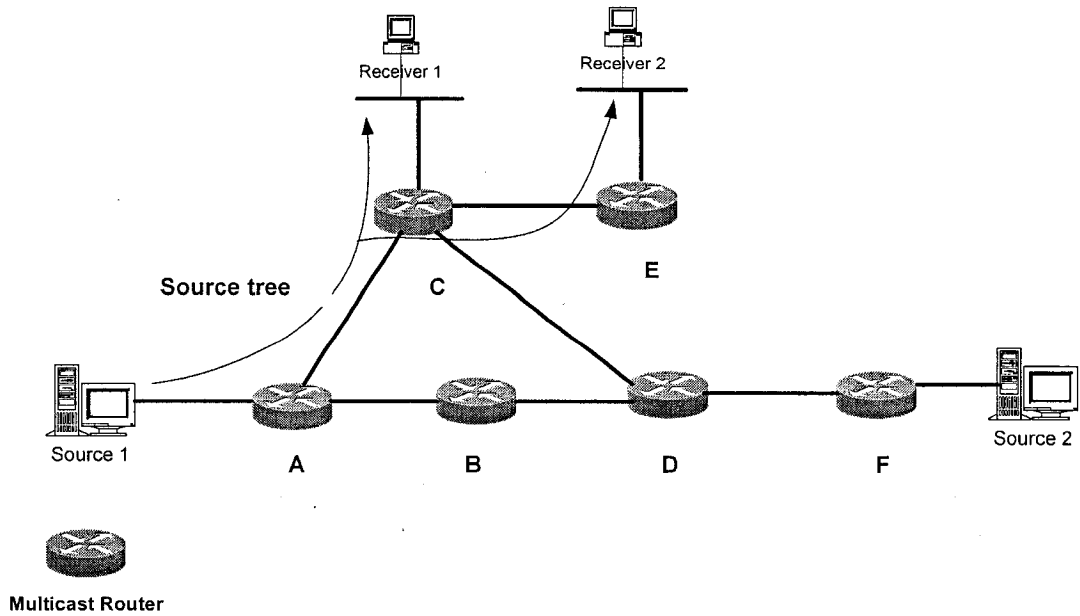 Receiver 1
Receiver 2
E
C
Source tree
Source 1
A
B
D
F
Source 2
Multicast Router